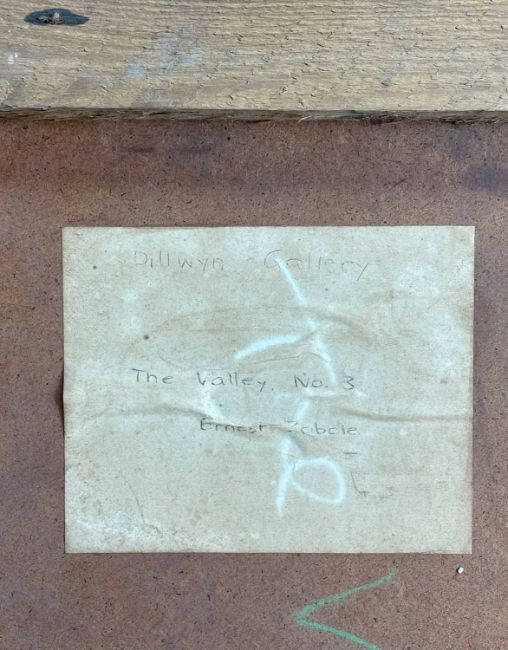 Dillwyn Gallery
The Valley. No. 3
Ernest Zobole